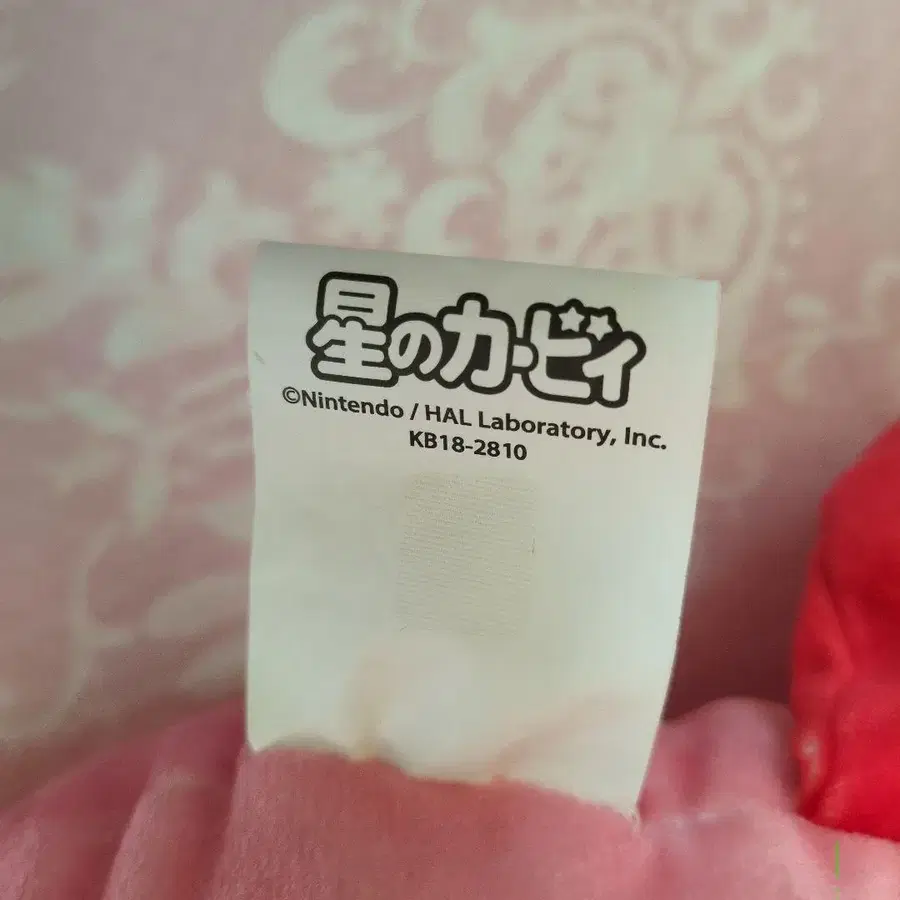 星のカービィ
©Nintendo / HAL Laboratory, Inc.
KB18-2810